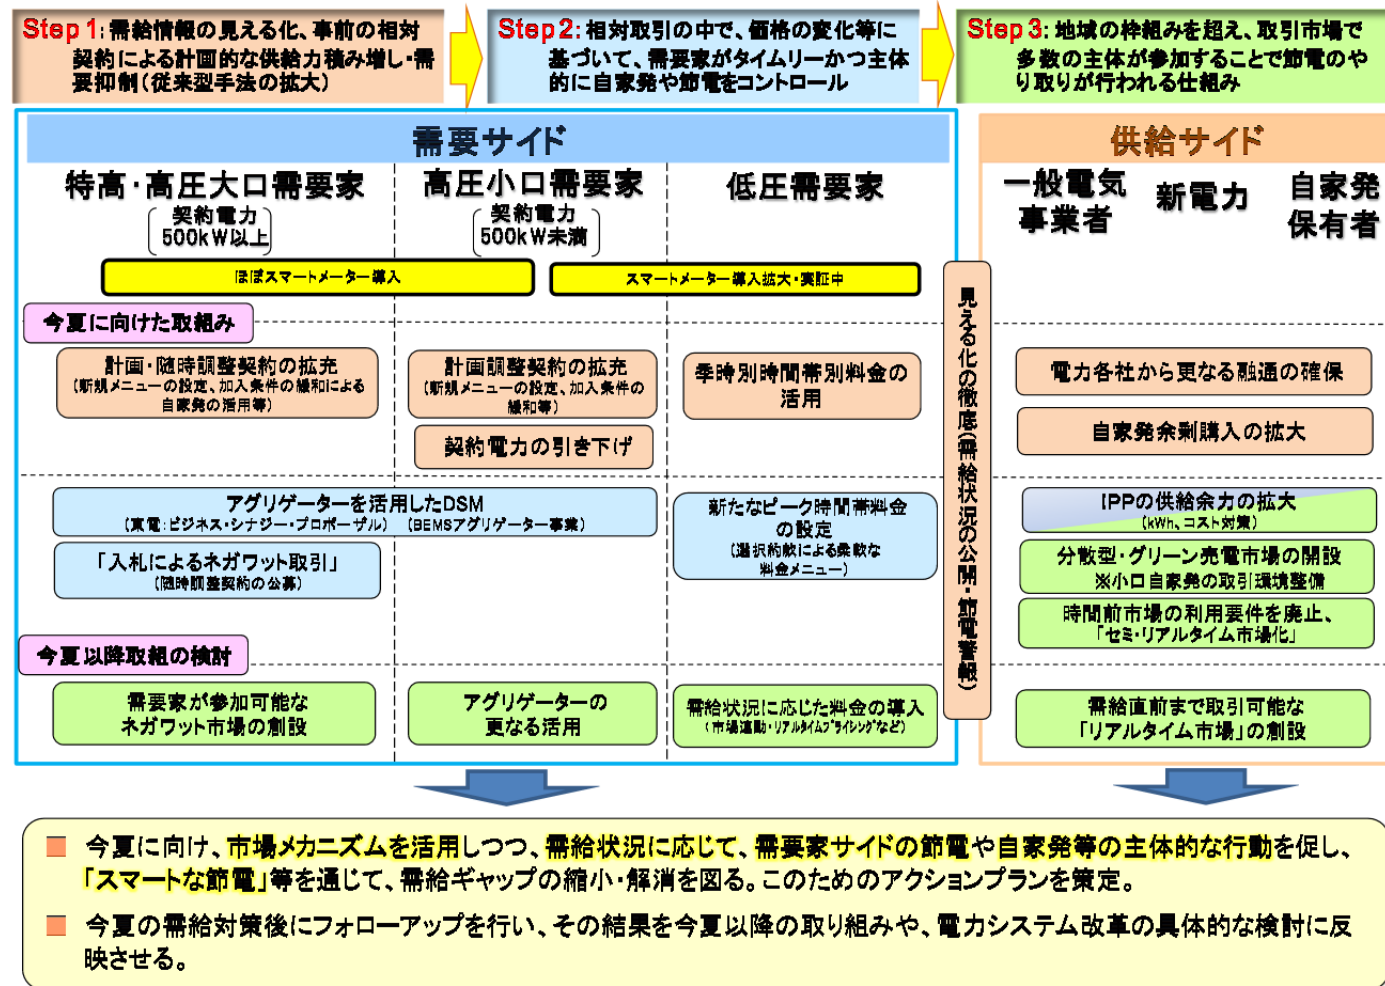 Step 1: 需給情報の見える化、事前の相対
契約による計画的な供給力積み増し・需
要抑制（従来型手法の拡大）
Step 2: 相対取引の中で、価格の変化等に
基づいて、需要家がタイムリーかつ主体
的に自家発や節電をコントロール
Step 3: 地域の枠組みを超え、取引市場で
多数の主体が参加することで節電のや
り取りが行われる仕組み
需要サイド
特高・高圧大口需要家
契約電力
500kW以上
高圧小口需要家
契約電力
500kW未満
低圧需要家
ほぼスマートメーター導入
スマートメーター導入拡大・実証中
今夏に向けた取組み
計画・随時調整契約の拡充
（新規メニューの設定、加入条件の緩和による
自家発の活用等）
計画調整契約の拡充
（新規メニューの設定、加入条件の
緩和等）
契約電力の引き下げ
季時別時間帯別料金の
活用
アグリゲーターを活用したDSM
（東電：ビジネス・シナジー・プロポーザル） （BEMSアグリゲーター事業）
「入札によるネガワット取引」
（随時調整契約の公募）
新たなピーク時間帯料金
の設定
（選択約款による柔軟な
料金メニュー）
今夏以降取組の検討
需要家が参加可能な
ネガワット市場の創設
アグリゲーターの
更なる活用
需給状況に応じた料金の導入
（市場連動・リアルタイムプライシングなど）
見える化の徹底（需給状況の公開・節電警報）
供給サイド
一般電気
事業者
新電力
自家発
保有者
電力各社から更なる融通の確保
自家発余剰購入の拡大
IPPの供給余力の拡大
（kWh、コスト対策）
分散型・グリーン売電市場の開設
※小口自家発の取引環境整備
時間前市場の利用要件を廃止、
「セミ・リアルタイム市場化」
需給直前まで取引可能な
「リアルタイム市場」の創設
今夏に向け、市場メカニズムを活用しつつ、需給状況に応じて、需要家サイドの節電や自家発等の主体的な行動を促し、
「スマートな節電」等を通じて、需給ギャップの縮小・解消を図る。このためのアクションプランを策定。
今夏の需給対策後にフォローアップを行い、その結果を今夏以降の取り組みや、電力システム改革の具体的な検討に反
映させる。